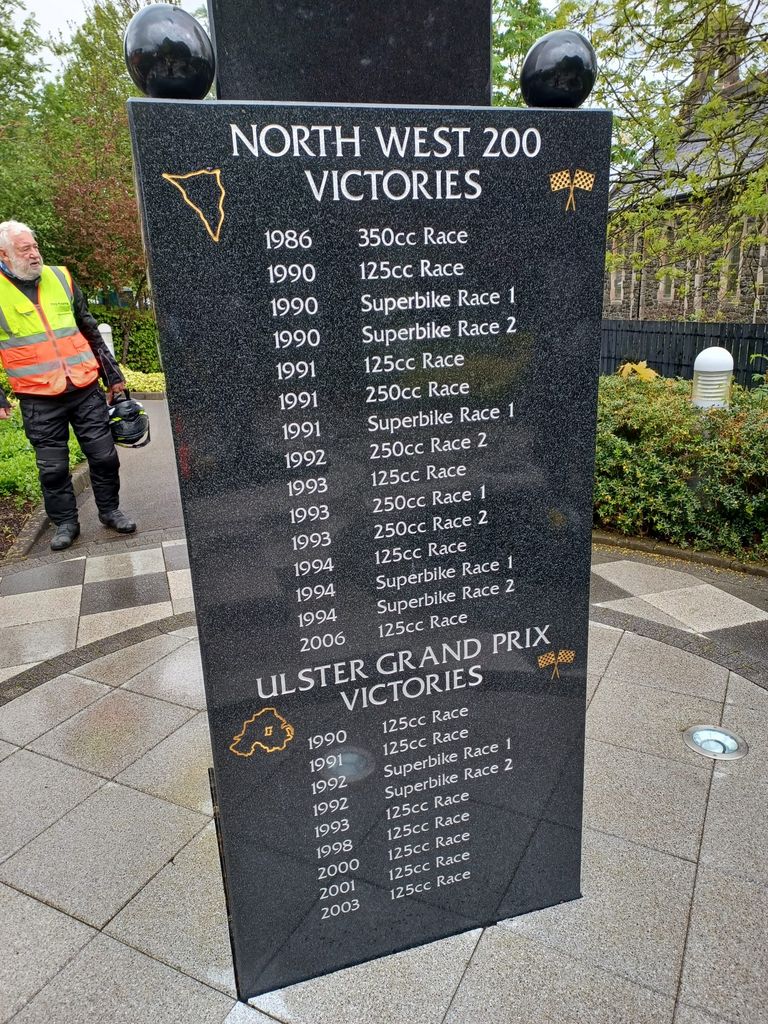 NORTH WEST 200
VICTORIES
1986 350cc Race
1990 125cc Race
1990 Superbike Race 1
1990 Superbike Race 2
1991 125cc Race
1991 250cc Race
1991 Superbike Race 1
1992 250cc Race 2
1993 125cc Race
1993 250cc Race 1
1993 250cc Race 2
1994 125cc Race
1994 Superbike Race 1
1994 Superbike Race 2
2006 125cc Race
ULSTER GRAND PRIX
VICTORIES
1990 125cc Race
1991 125cc Race
1992 Superbike Race 1
1992 Superbike Race 2
1993 125cc Race
1998 125cc Race
2000 125cc Race
2001 125cc Race
2003 125cc Race